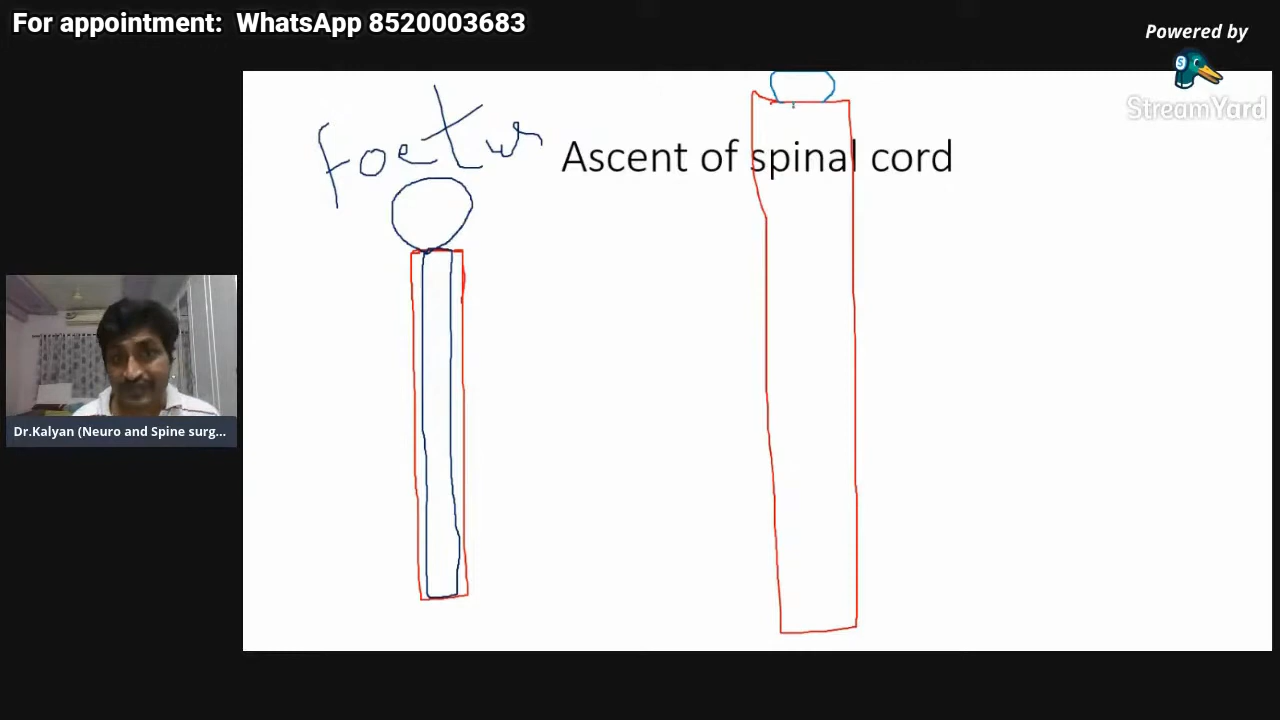 For appointment: WhatsApp 8520003683
Powered by
StreamYard
Foetus
Ascent of spinal cord
Dr.Kalyan (Neuro and Spine surg...